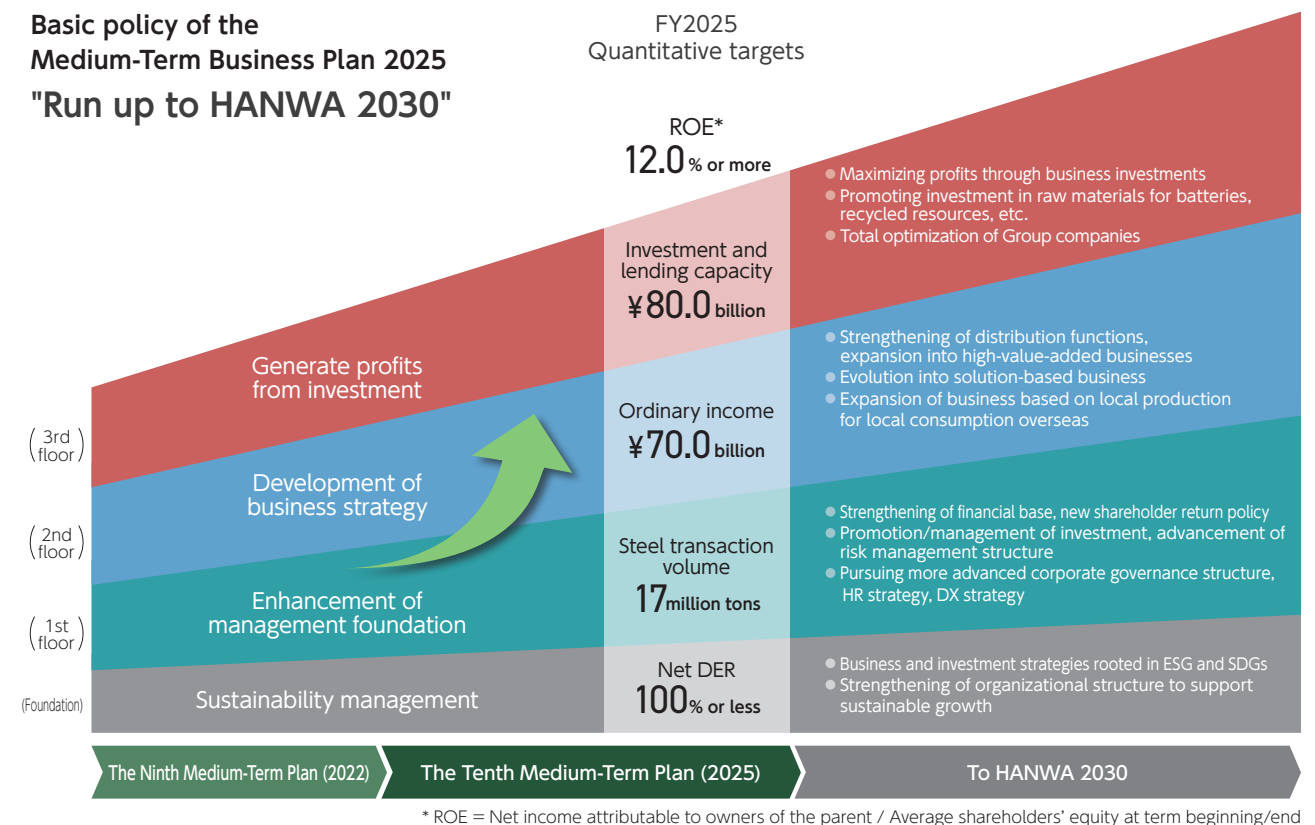 Basic policy of the
Medium-Term Business Plan 2025
"Run up to HANWA 2030"
FY2025
Quantitative targets
ROE*
12.0 % or more
Investment and
lending capacity
¥80.0 billion
Ordinary income
¥70.0 billion
Steel transaction
volume
17 million tons
Net DER
100% or less
(3rd
floor)
Generate profits
from investment
(2nd
floor)
Development of
business strategy
(1st
floor)
Enhancement of
management foundation
(Foundation)
Sustainability management
● Maximizing profits through business investments
● Promoting investment in raw materials for batteries,
recycled resources, etc.
● Total optimization of Group companies
● Strengthening of distribution functions,
expansion into high-value-added businesses
● Evolution into solution-based business
● Expansion of business based on local production
for local consumption overseas
● Strengthening of financial base, new shareholder return policy
● Promotion/management of investment, advancement of
risk management structure
● Pursuing more advanced corporate governance structure,
HR strategy, DX strategy
● Business and investment strategies rooted in ESG and SDGs
● Strengthening of organizational structure to support
sustainable growth
The Ninth Medium-Term Plan (2022)
The Tenth Medium-Term Plan (2025)
To HANWA 2030
* ROE = Net income attributable to owners of the parent / Average shareholders' equity at term beginning/end